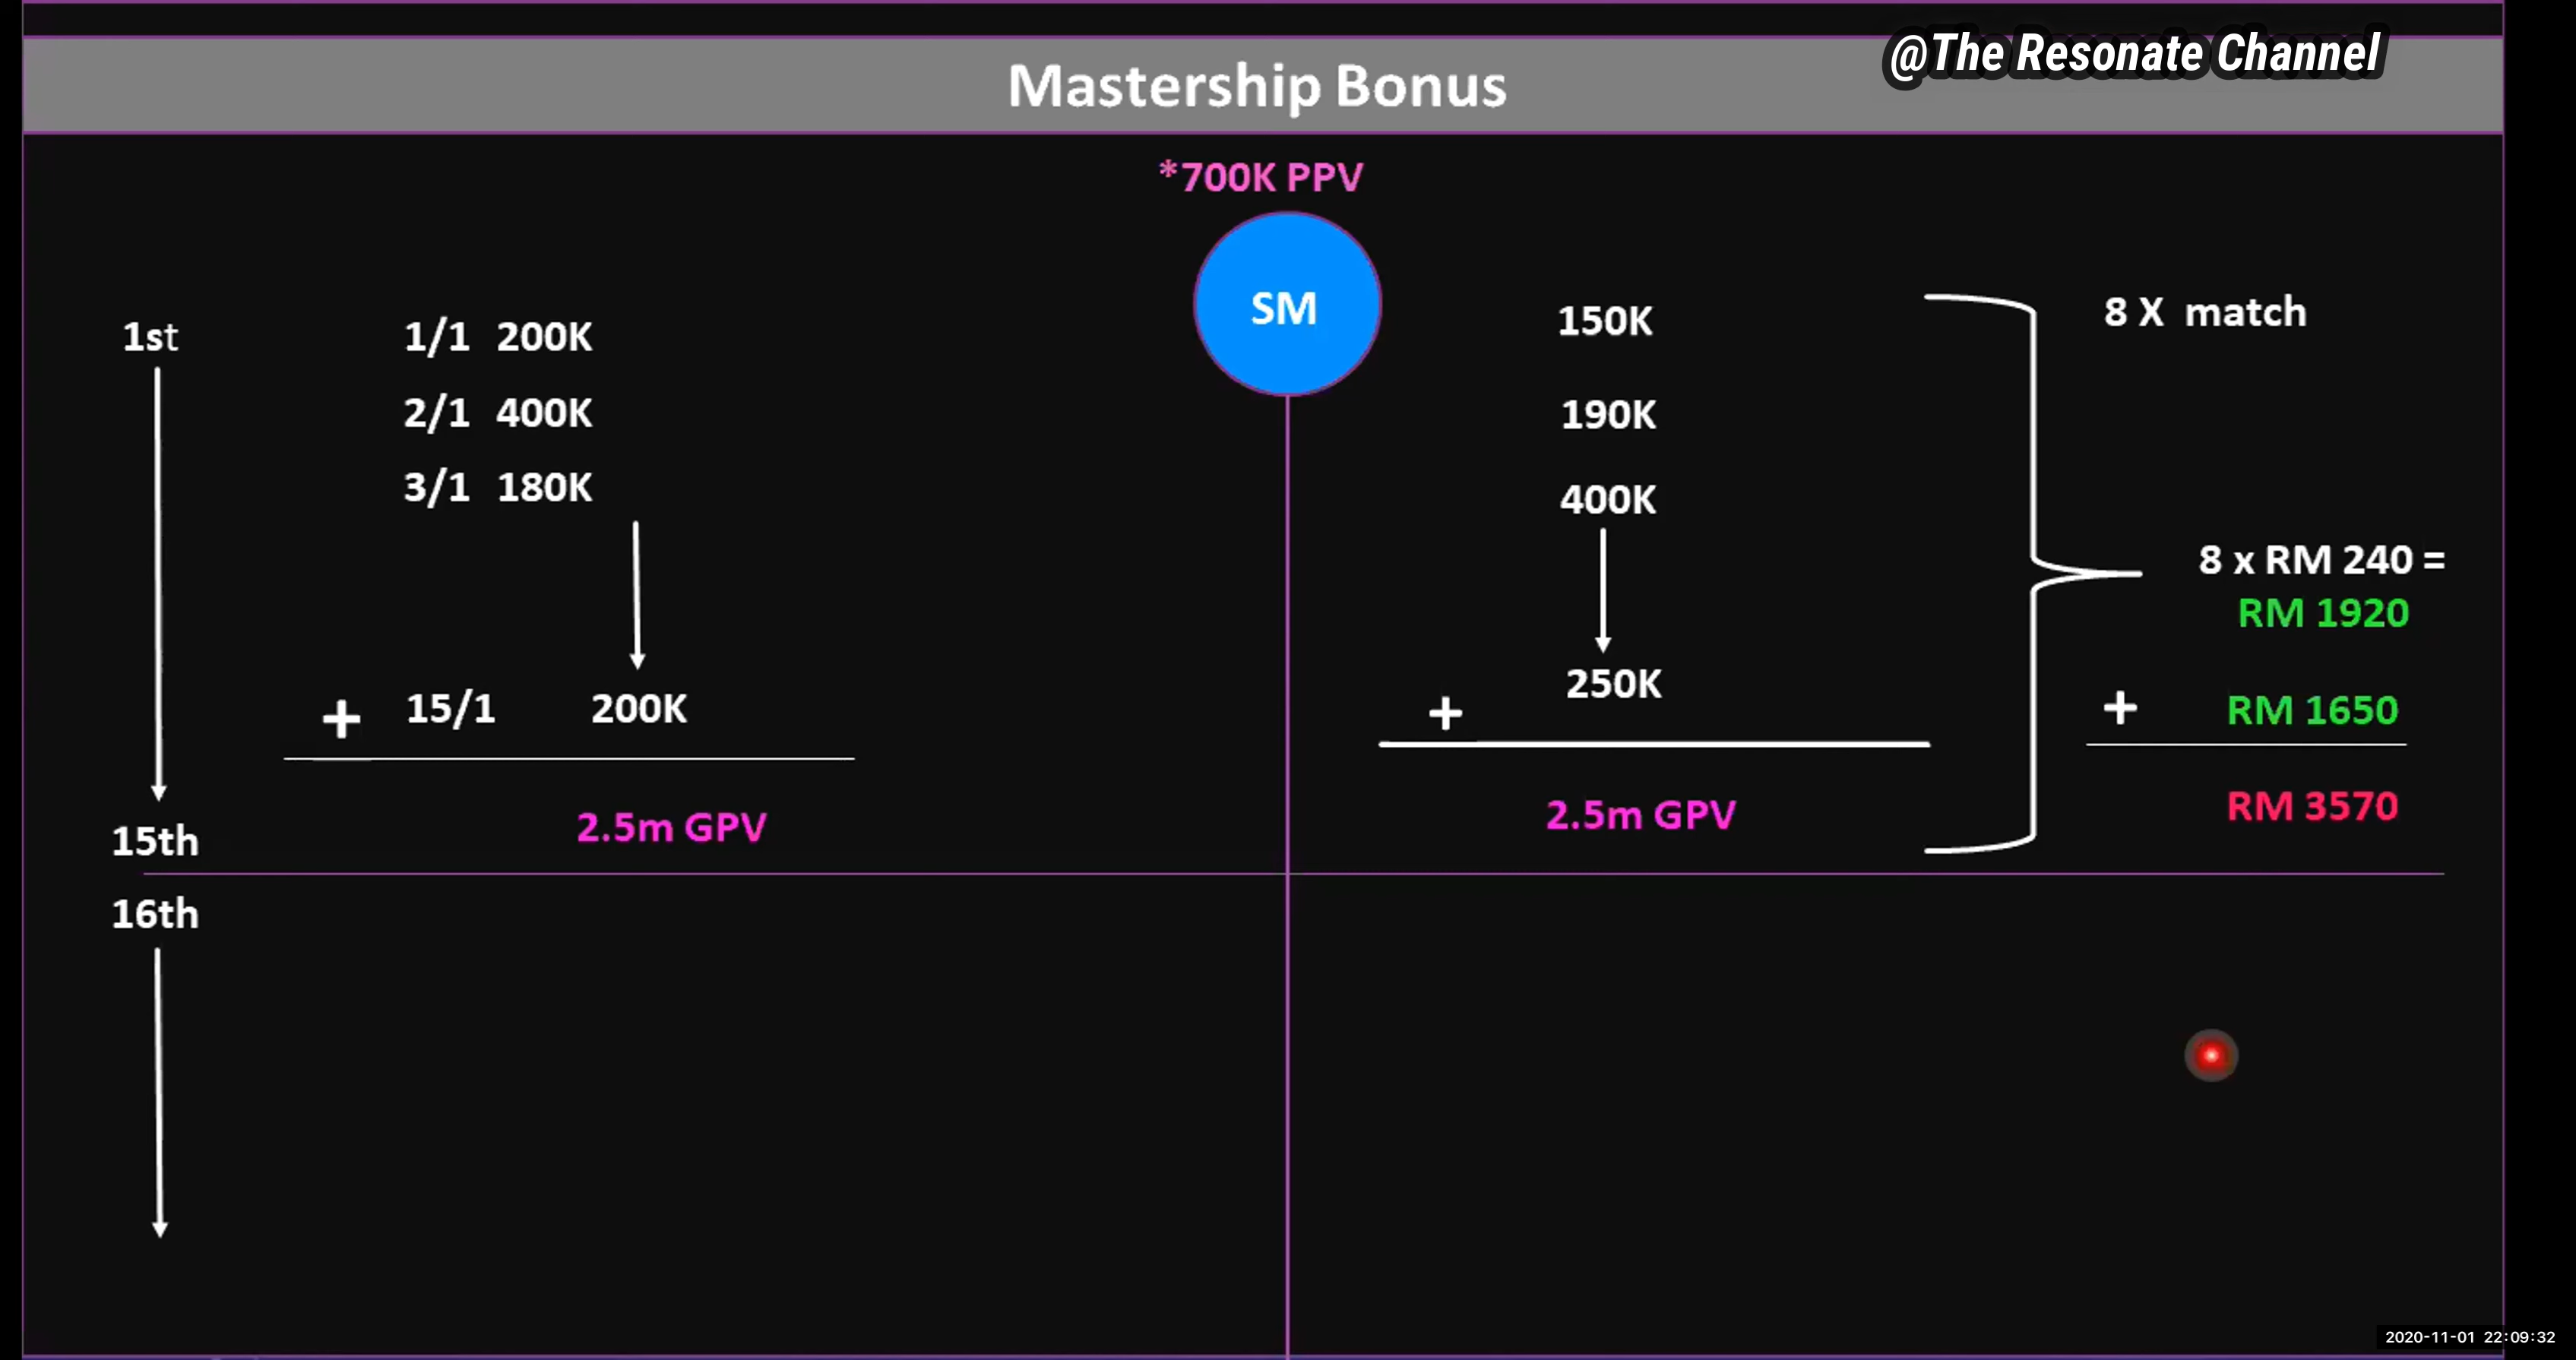 @The Resonate Channel
Mastership Bonus
*700K PPV
SM
1st
1/1 200K
2/1 400K
3/1 180K
+ 15/1 200K
2.5m GPV
15th
16th
150K
190K
400K
250K
+
2.5m GPV
8 X match
8 x RM 240 =
RM 1920
+ RM 1650
RM 3570
2020-11-01 22:09:32